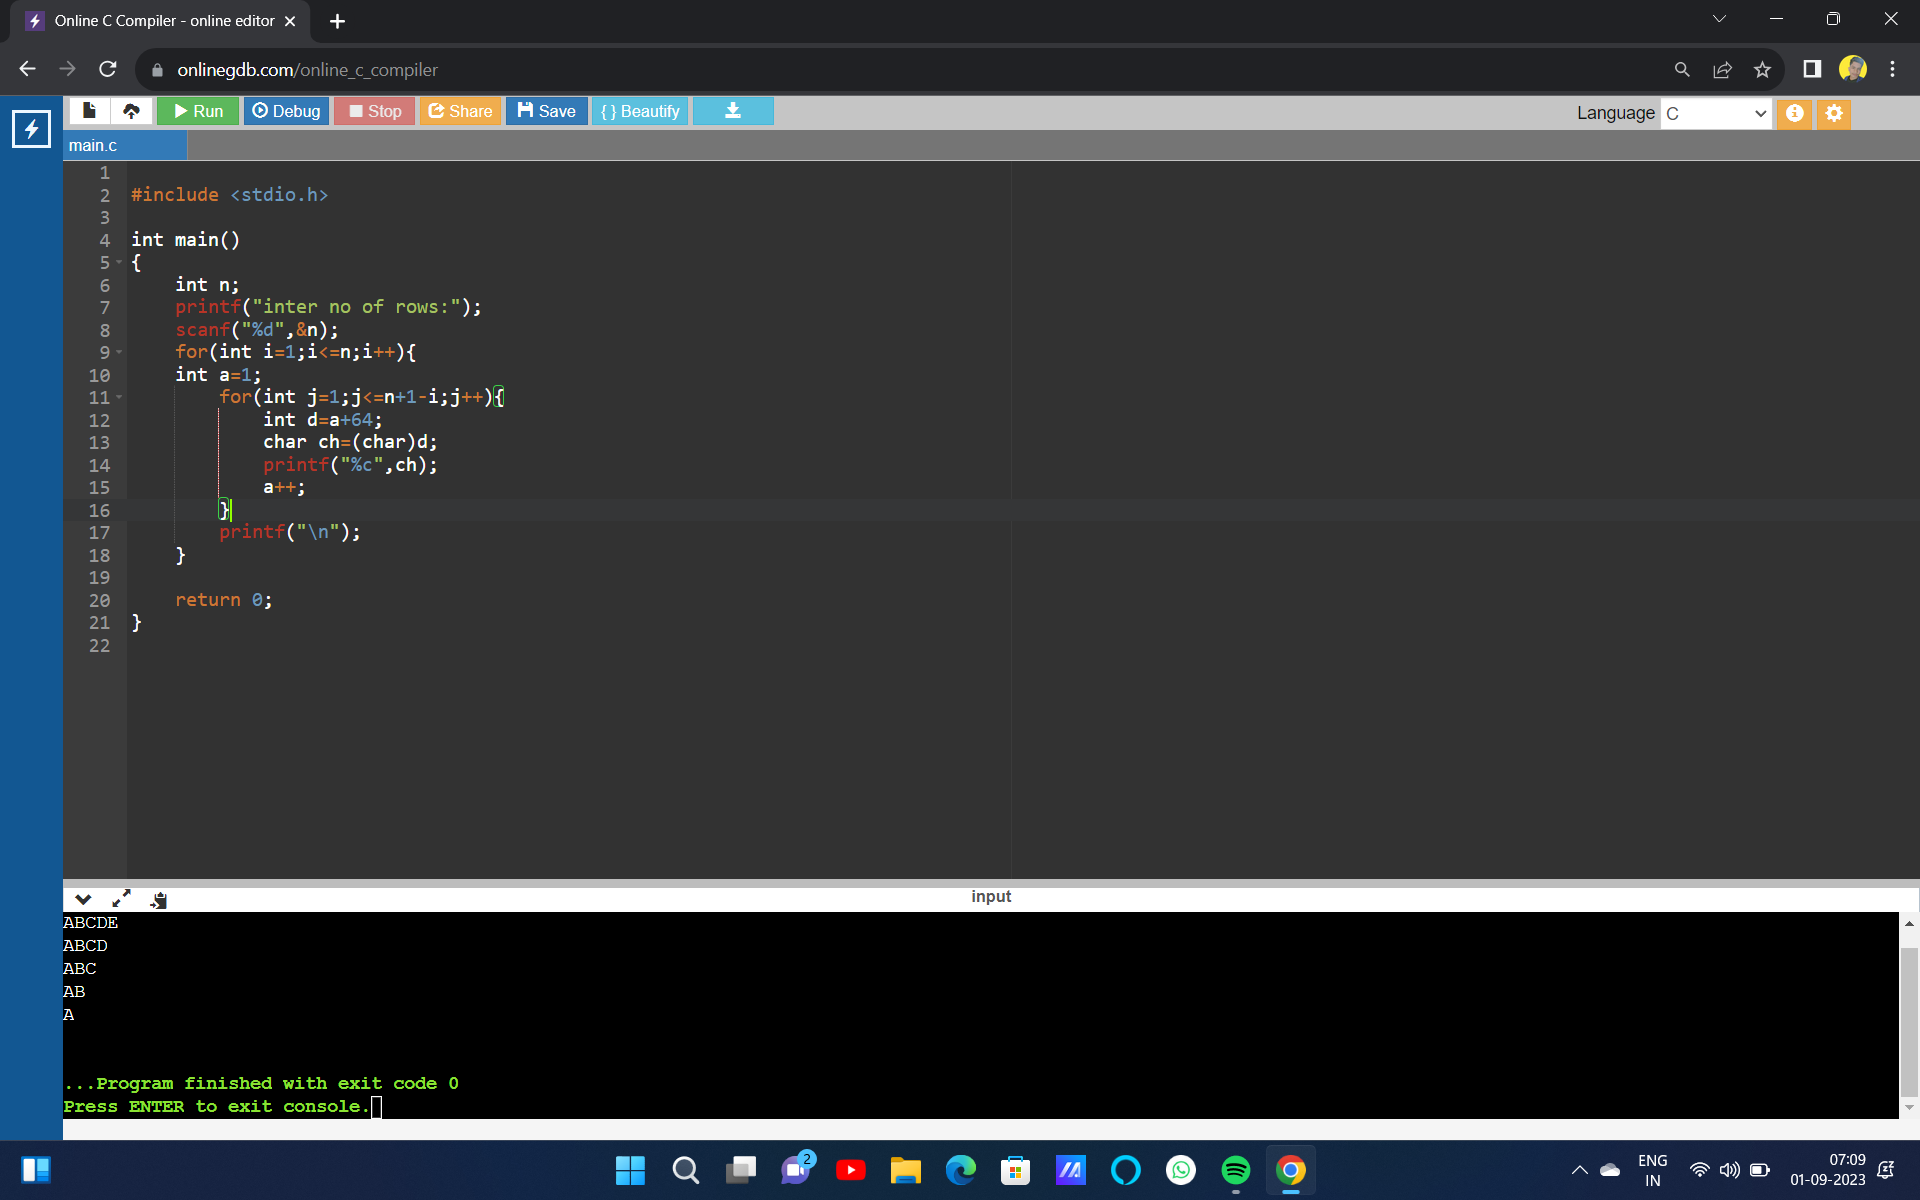 Online C Compiler - online editor
onlinegdb.com/online_c_compiler
Run Debug Stop Share Save { } Beautify
Language C
main.c
1
2 #include <stdio.h>
3
4 int main()
5 {
6 int n;
7 printf("inter no of rows:");
8 scanf("%d",&n);
9 for(int i=1;i<=n;i++){
10 int a=1;
11 for(int j=1;j<=n+1-i;j++){
12 int d=a+64;
13 char ch=(char)d;
14 printf("%c",ch);
15 a++;
16 }
17 printf("\n");
18 }
19
20 return 0;
21 }
22
input
ABCDE
ABCD
ABC
AB
A
...Program finished with exit code 0
Press ENTER to exit console.
2
ENG
IN
07:09
01-09-2023